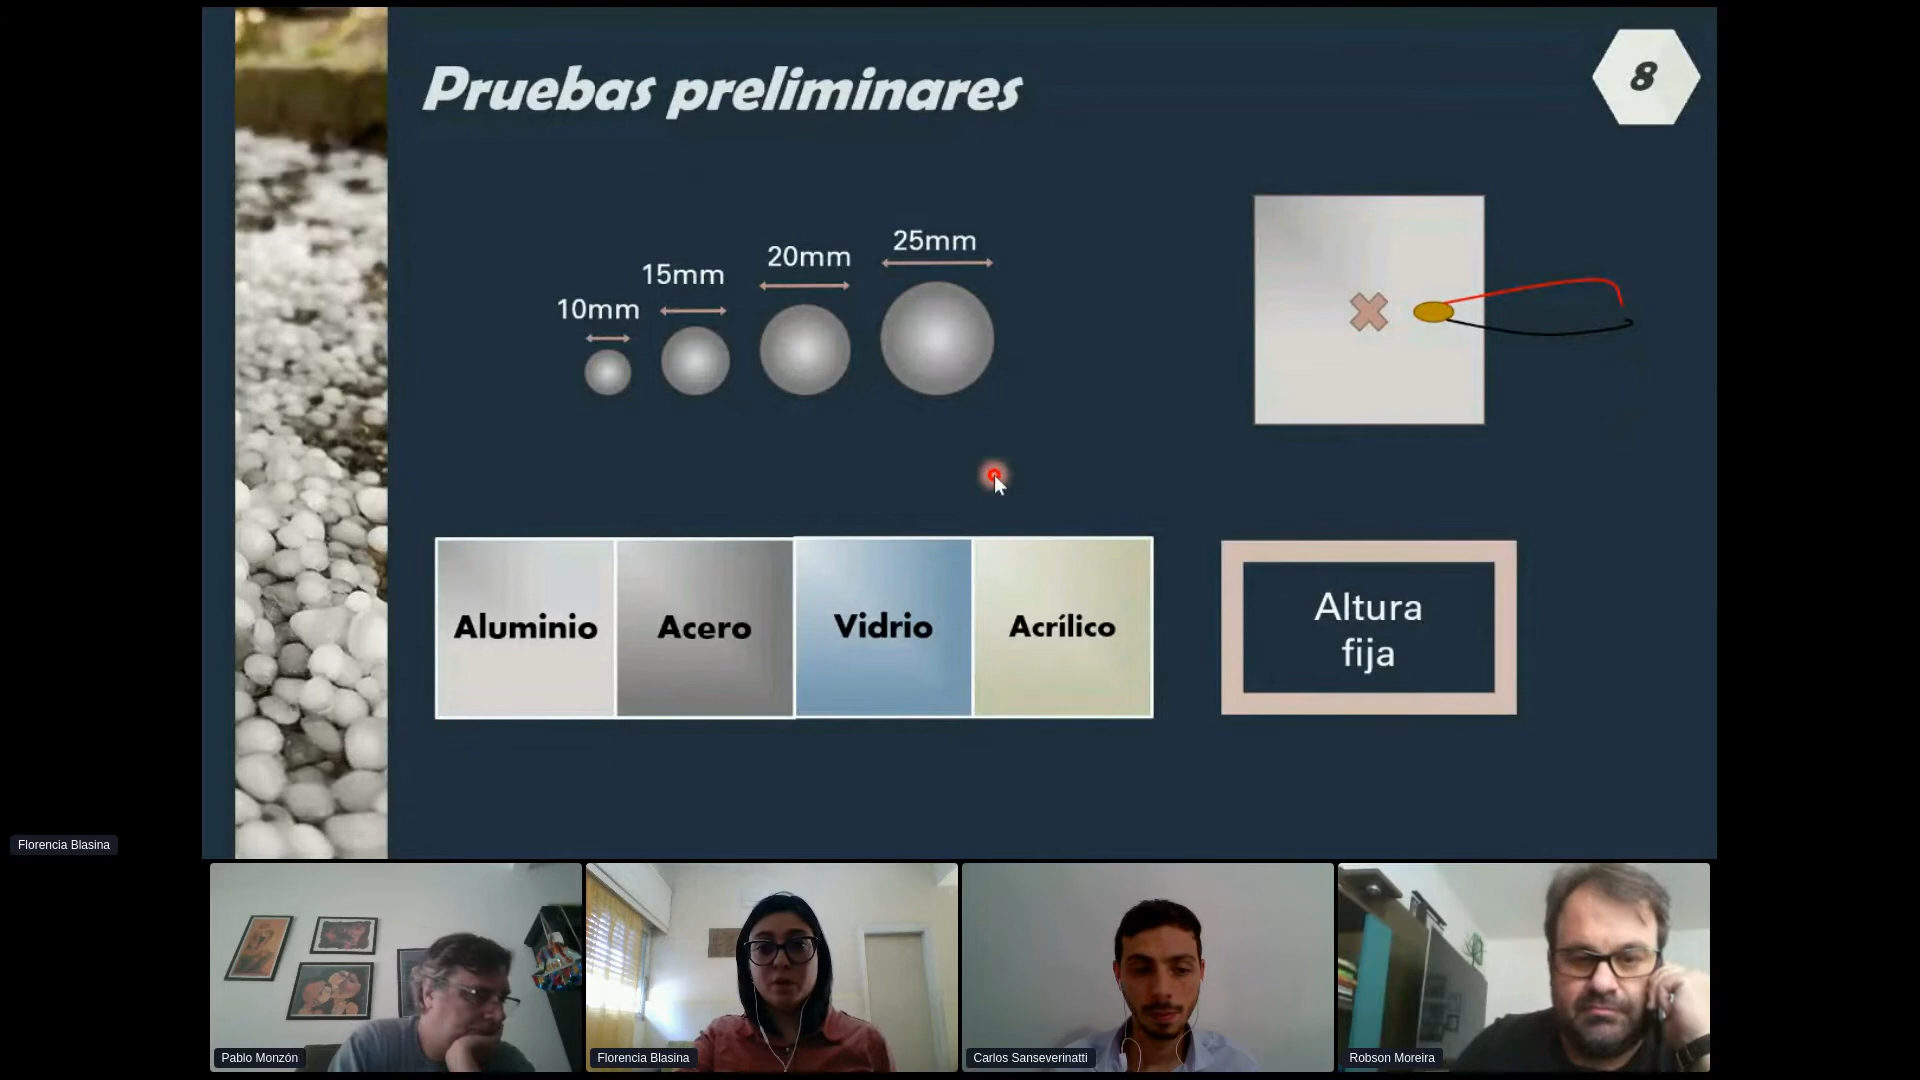 Pruebas preliminares
8
10mm
15mm
20mm
25mm
Aluminio
Acero
Vidrio
Acrílico
Altura
fija
Florencia Blasina
Pablo Monzón
Florencia Blasina
Carlos Sanseverinatti
Robson Moreira